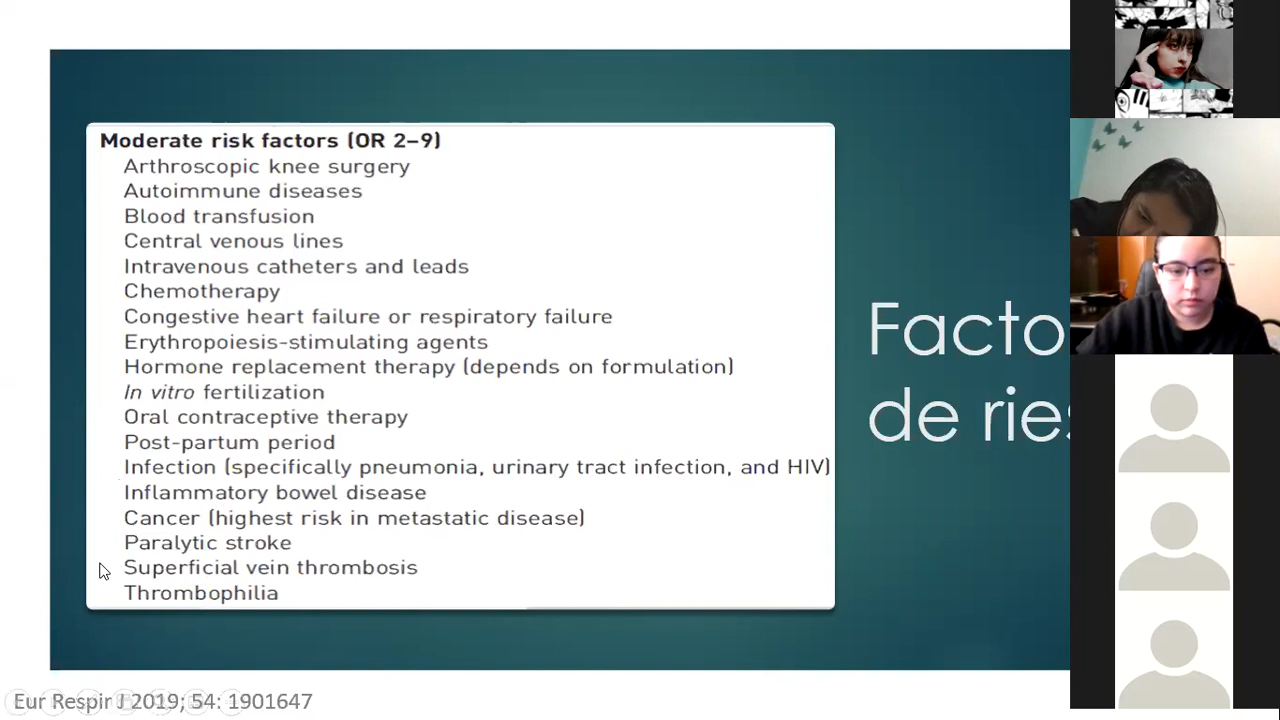 Moderate risk factors (OR 2–9)
Arthroscopic knee surgery
Autoimmune diseases
Blood transfusion
Central venous lines
Intravenous catheters and leads
Chemotherapy
Congestive heart failure or respiratory failure
Erythropoiesis-stimulating agents
Hormone replacement therapy (depends on formulation)
In vitro fertilization
Oral contraceptive therapy
Post-partum period
Infection (specifically pneumonia, urinary tract infection, and HIV)
Inflammatory bowel disease
Cancer (highest risk in metastatic disease)
Paralytic stroke
Superficial vein thrombosis
Thrombophilia
Facto
de ries
Eur Respir J 2019; 54: 1901647